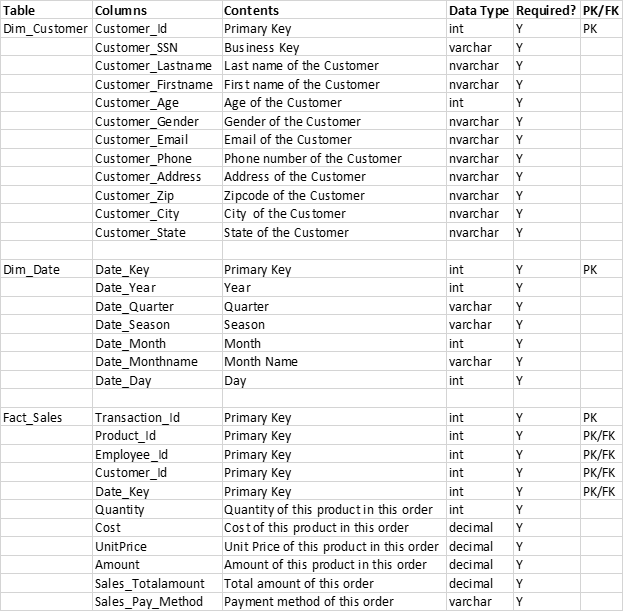 Table Columns Contents Data Type Required? PK/FK
Dim_Customer Customer_Id Primary Key int Y PK
Customer_SSN Business Key varchar Y
Customer_Lastname Last name of the Customer nvarchar Y
Customer_Firstname First name of the Customer nvarchar Y
Customer_Age Age of the Customer int Y
Customer_Gender Gender of the Customer nvarchar Y
Customer_Email Email of the Customer nvarchar Y
Customer_Phone Phone number of the Customer nvarchar Y
Customer_Address Address of the Customer nvarchar Y
Customer_Zip Zipcode of the Customer nvarchar Y
Customer_City City of the Customer nvarchar Y
Customer_State State of the Customer nvarchar Y
Dim_Date Date_Key Primary Key int Y PK
Date_Year Year int Y
Date_Quarter Quarter varchar Y
Date_Season Season varchar Y
Date_Month Month int Y
Date_Monthname Month Name varchar Y
Date_Day Day int Y
Fact_Sales Transaction_Id Primary Key int Y PK
Product_Id Primary Key int Y PK/FK
Employee_Id Primary Key int Y PK/FK
Customer_Id Primary Key int Y PK/FK
Date_Key Primary Key int Y PK/FK
Quantity Quantity of this product in this order int Y
Cost Cost of this product in this order decimal Y
UnitPrice Unit Price of this product in this order decimal Y
Amount Amount of this product in this order decimal Y
Sales_Totalamount Total amount of this order decimal Y
Sales_Pay_Method Payment method of this order varchar Y